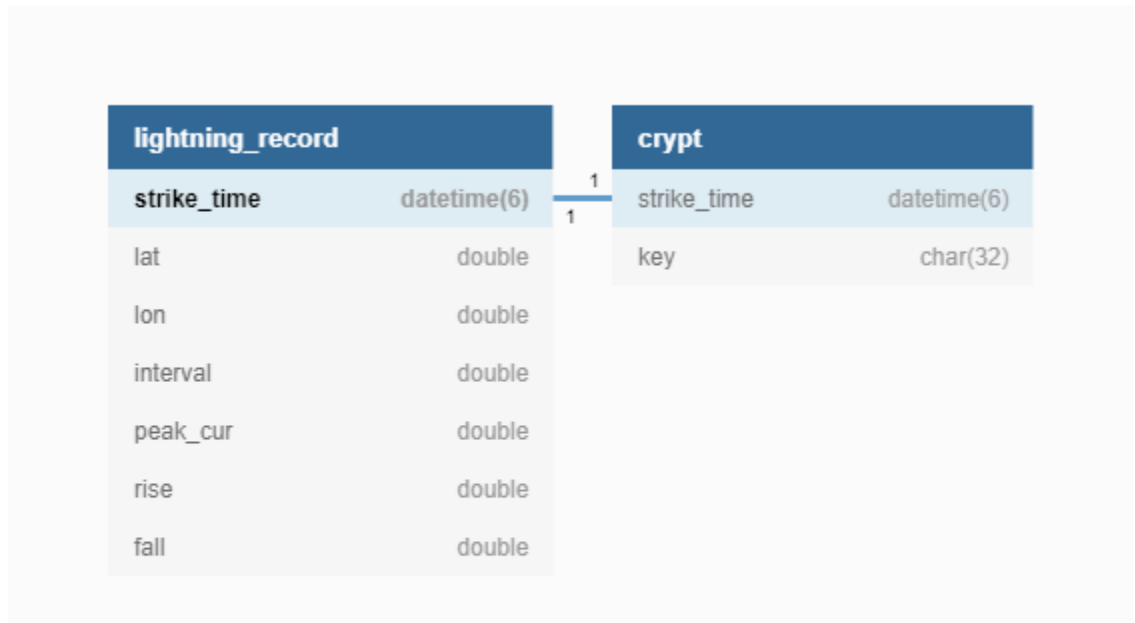 lightning_record
strike_time datetime(6)
lat double
lon double
interval double
peak_cur double
rise double
fall double
1
1
crypt
strike_time datetime(6)
key char(32)